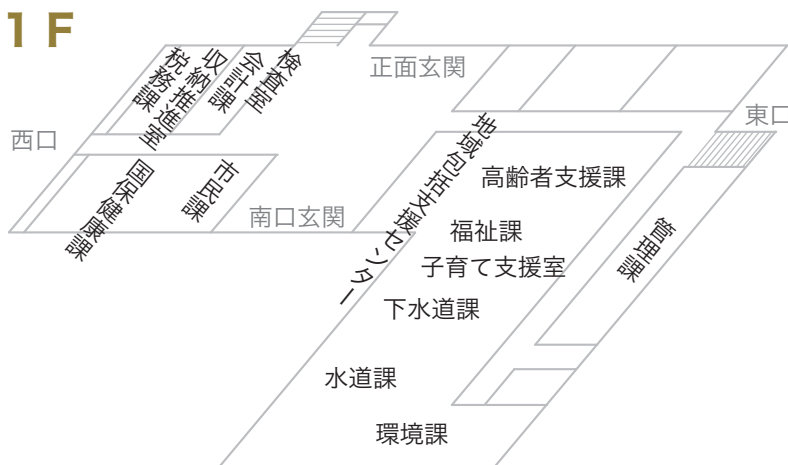 1F
正面玄関
東口
西口
南口玄関
税務課
収納推進室
会計課
検査室
国保健康課
市民課
地域包括支援センター
高齢者支援課
福祉課
子育て支援室
下水道課
水道課
環境課
管理課